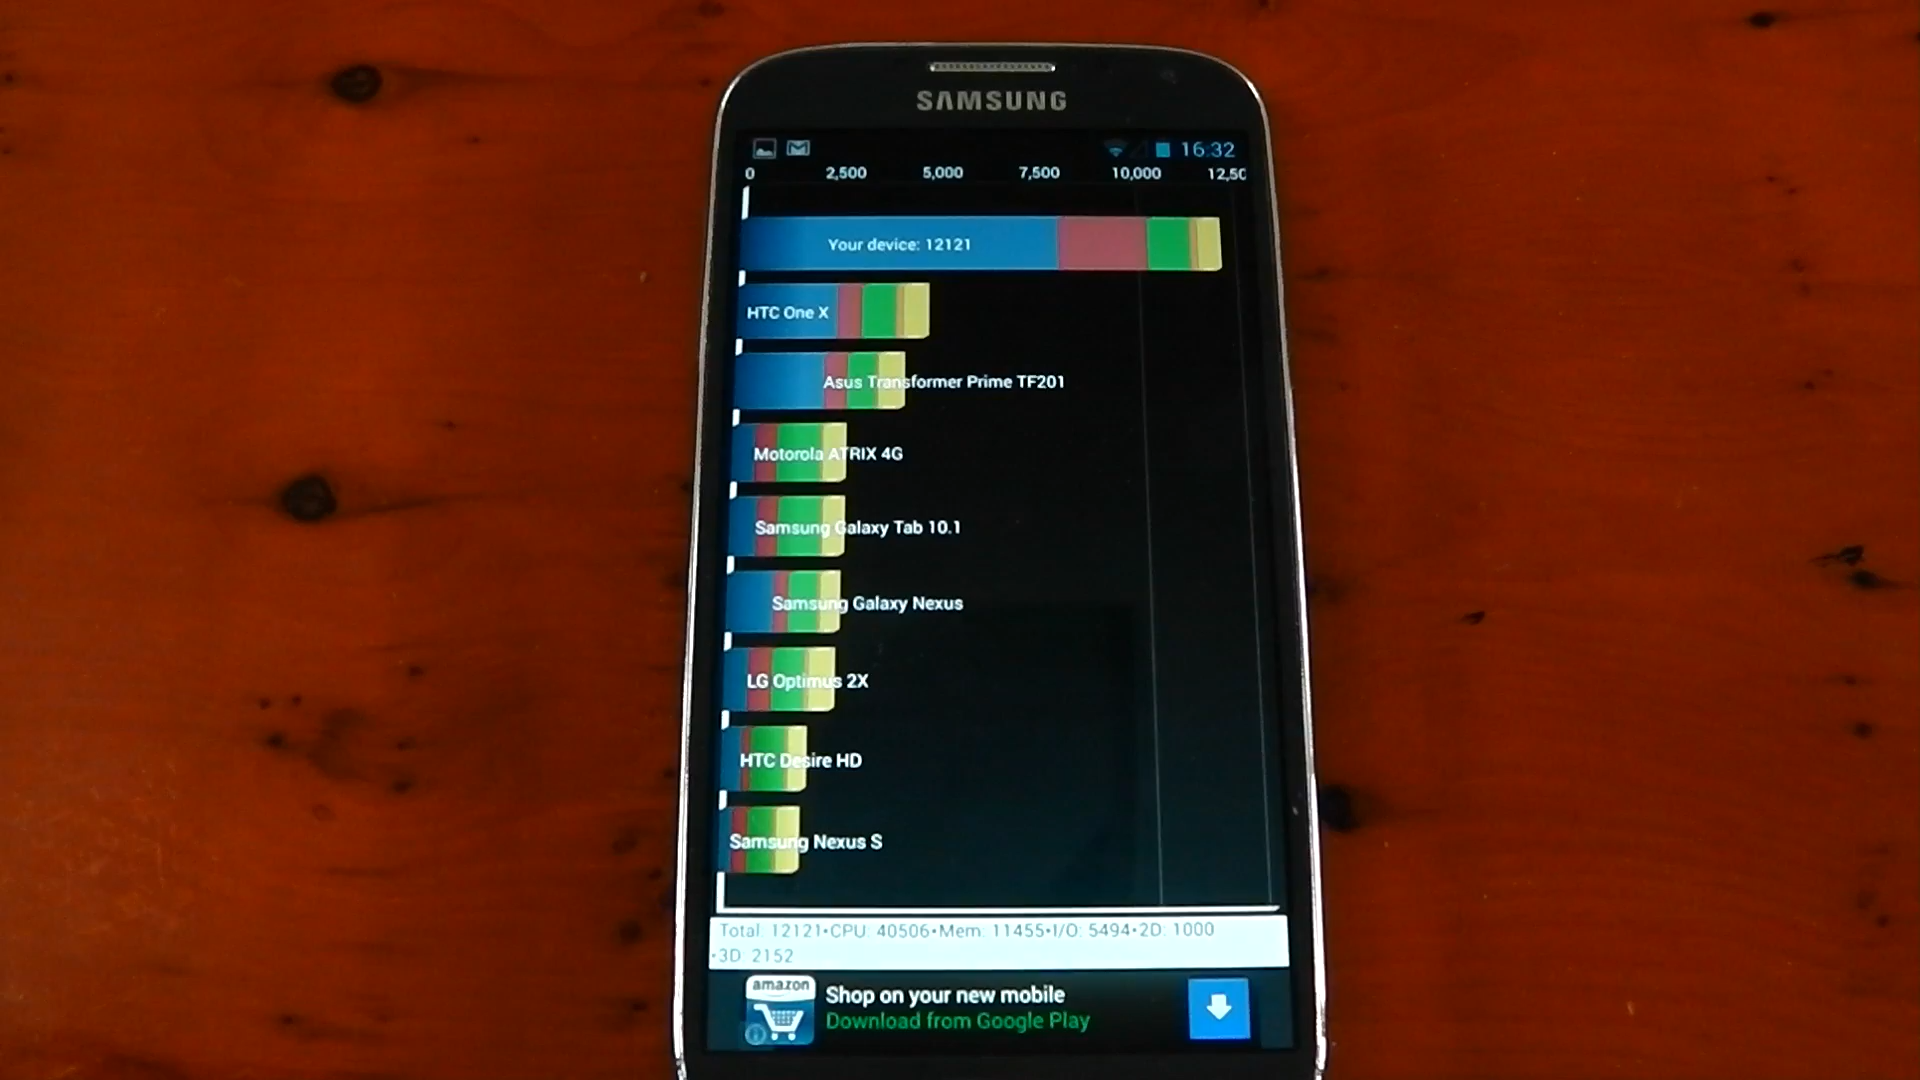 SAMSUNG
16:32
0 2,500 5,000 7,500 10,000 12,50
Your device: 12121
HTC One X
Asus Transformer Prime TF201
Motorola ATRIX 4G
Samsung Galaxy Tab 10.1
Samsung Galaxy Nexus
LG Optimus 2X
HTC Desire HD
Samsung Nexus S
Total: 12121•CPU: 40506•Mem: 11455•I/O: 5494•2D: 1000
•3D: 2152
amazon
Shop on your new mobile
Download from Google Play